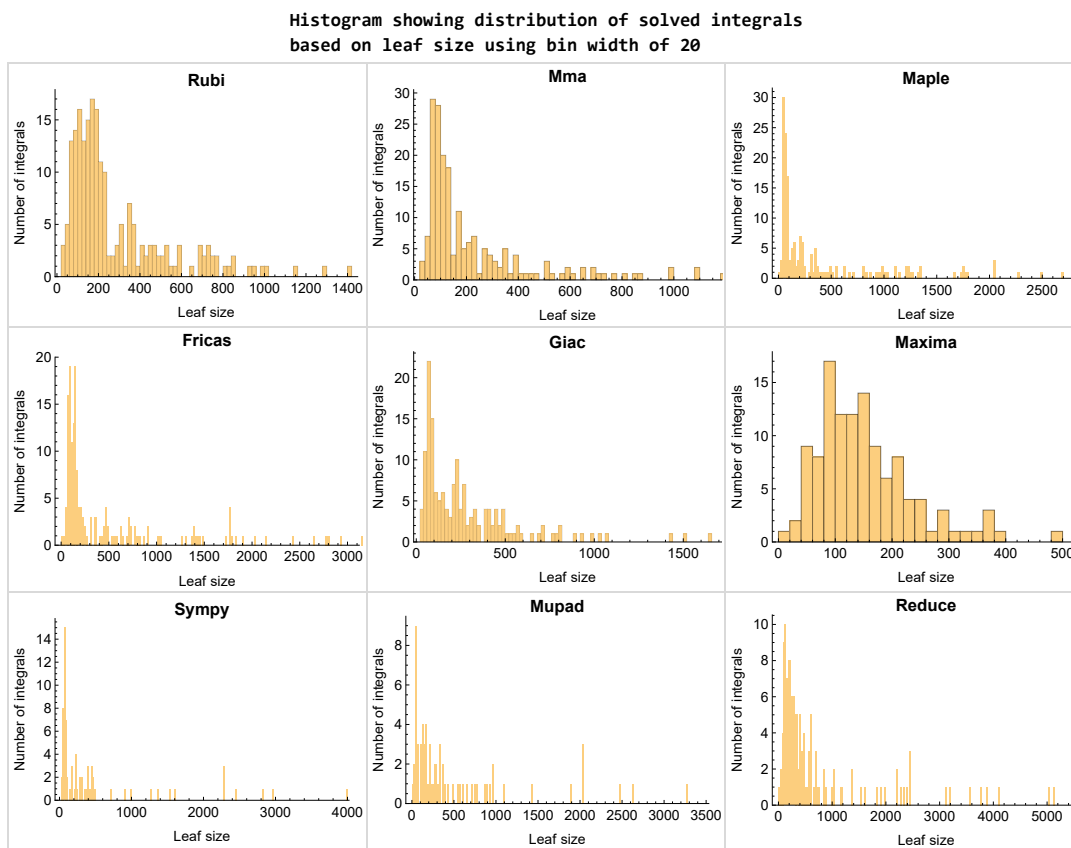 Histogram showing distribution of solved integrals
based on leaf size using bin width of 20
Rubi
Number of integrals
15
10
5
0
0 200 400 600 800 1000 1200 1400
Leaf size
Mma
Number of integrals
30
25
20
15
10
5
0
0 200 400 600 800 1000
Leaf size
Maple
Number of integrals
30
25
20
15
10
5
0
0 500 1000 1500 2000 2500
Leaf size
Fricas
Number of integrals
20
15
10
5
0
0 500 1000 1500 2000 2500 3000
Leaf size
Giac
Number of integrals
20
15
10
5
0
0 500 1000 1500
Leaf size
Maxima
Number of integrals
15
10
5
0
0 100 200 300 400 500
Leaf size
Sympy
Number of integrals
14
12
10
8
6
4
2
0
0 1000 2000 3000 4000
Leaf size
Mupad
Number of integrals
8
6
4
2
0
0 500 1000 1500 2000 2500 3000 3500
Leaf size
Reduce
Number of integrals
10
8
6
4
2
0
0 1000 2000 3000 4000 5000
Leaf size